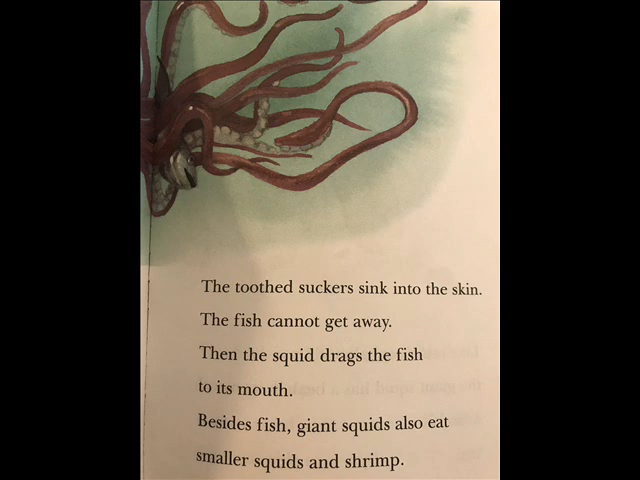 The toothed suckers sink into the skin.
The fish cannot get away.
Then the squid drags the fish
to its mouth.
Besides fish, giant squids also eat
smaller squids and shrimp.